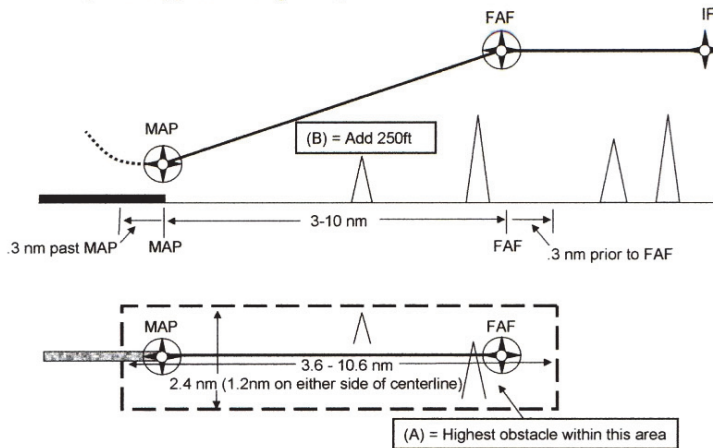 FAF
IF
MAP
(B) = Add 250ft
3-10 nm
.3 nm past MAP
MAP
FAF
.3 nm prior to FAF
MAP
FAF
3.6 - 10.6 nm
2.4 nm (1.2nm on either side of centerline)
(A) = Highest obstacle within this area